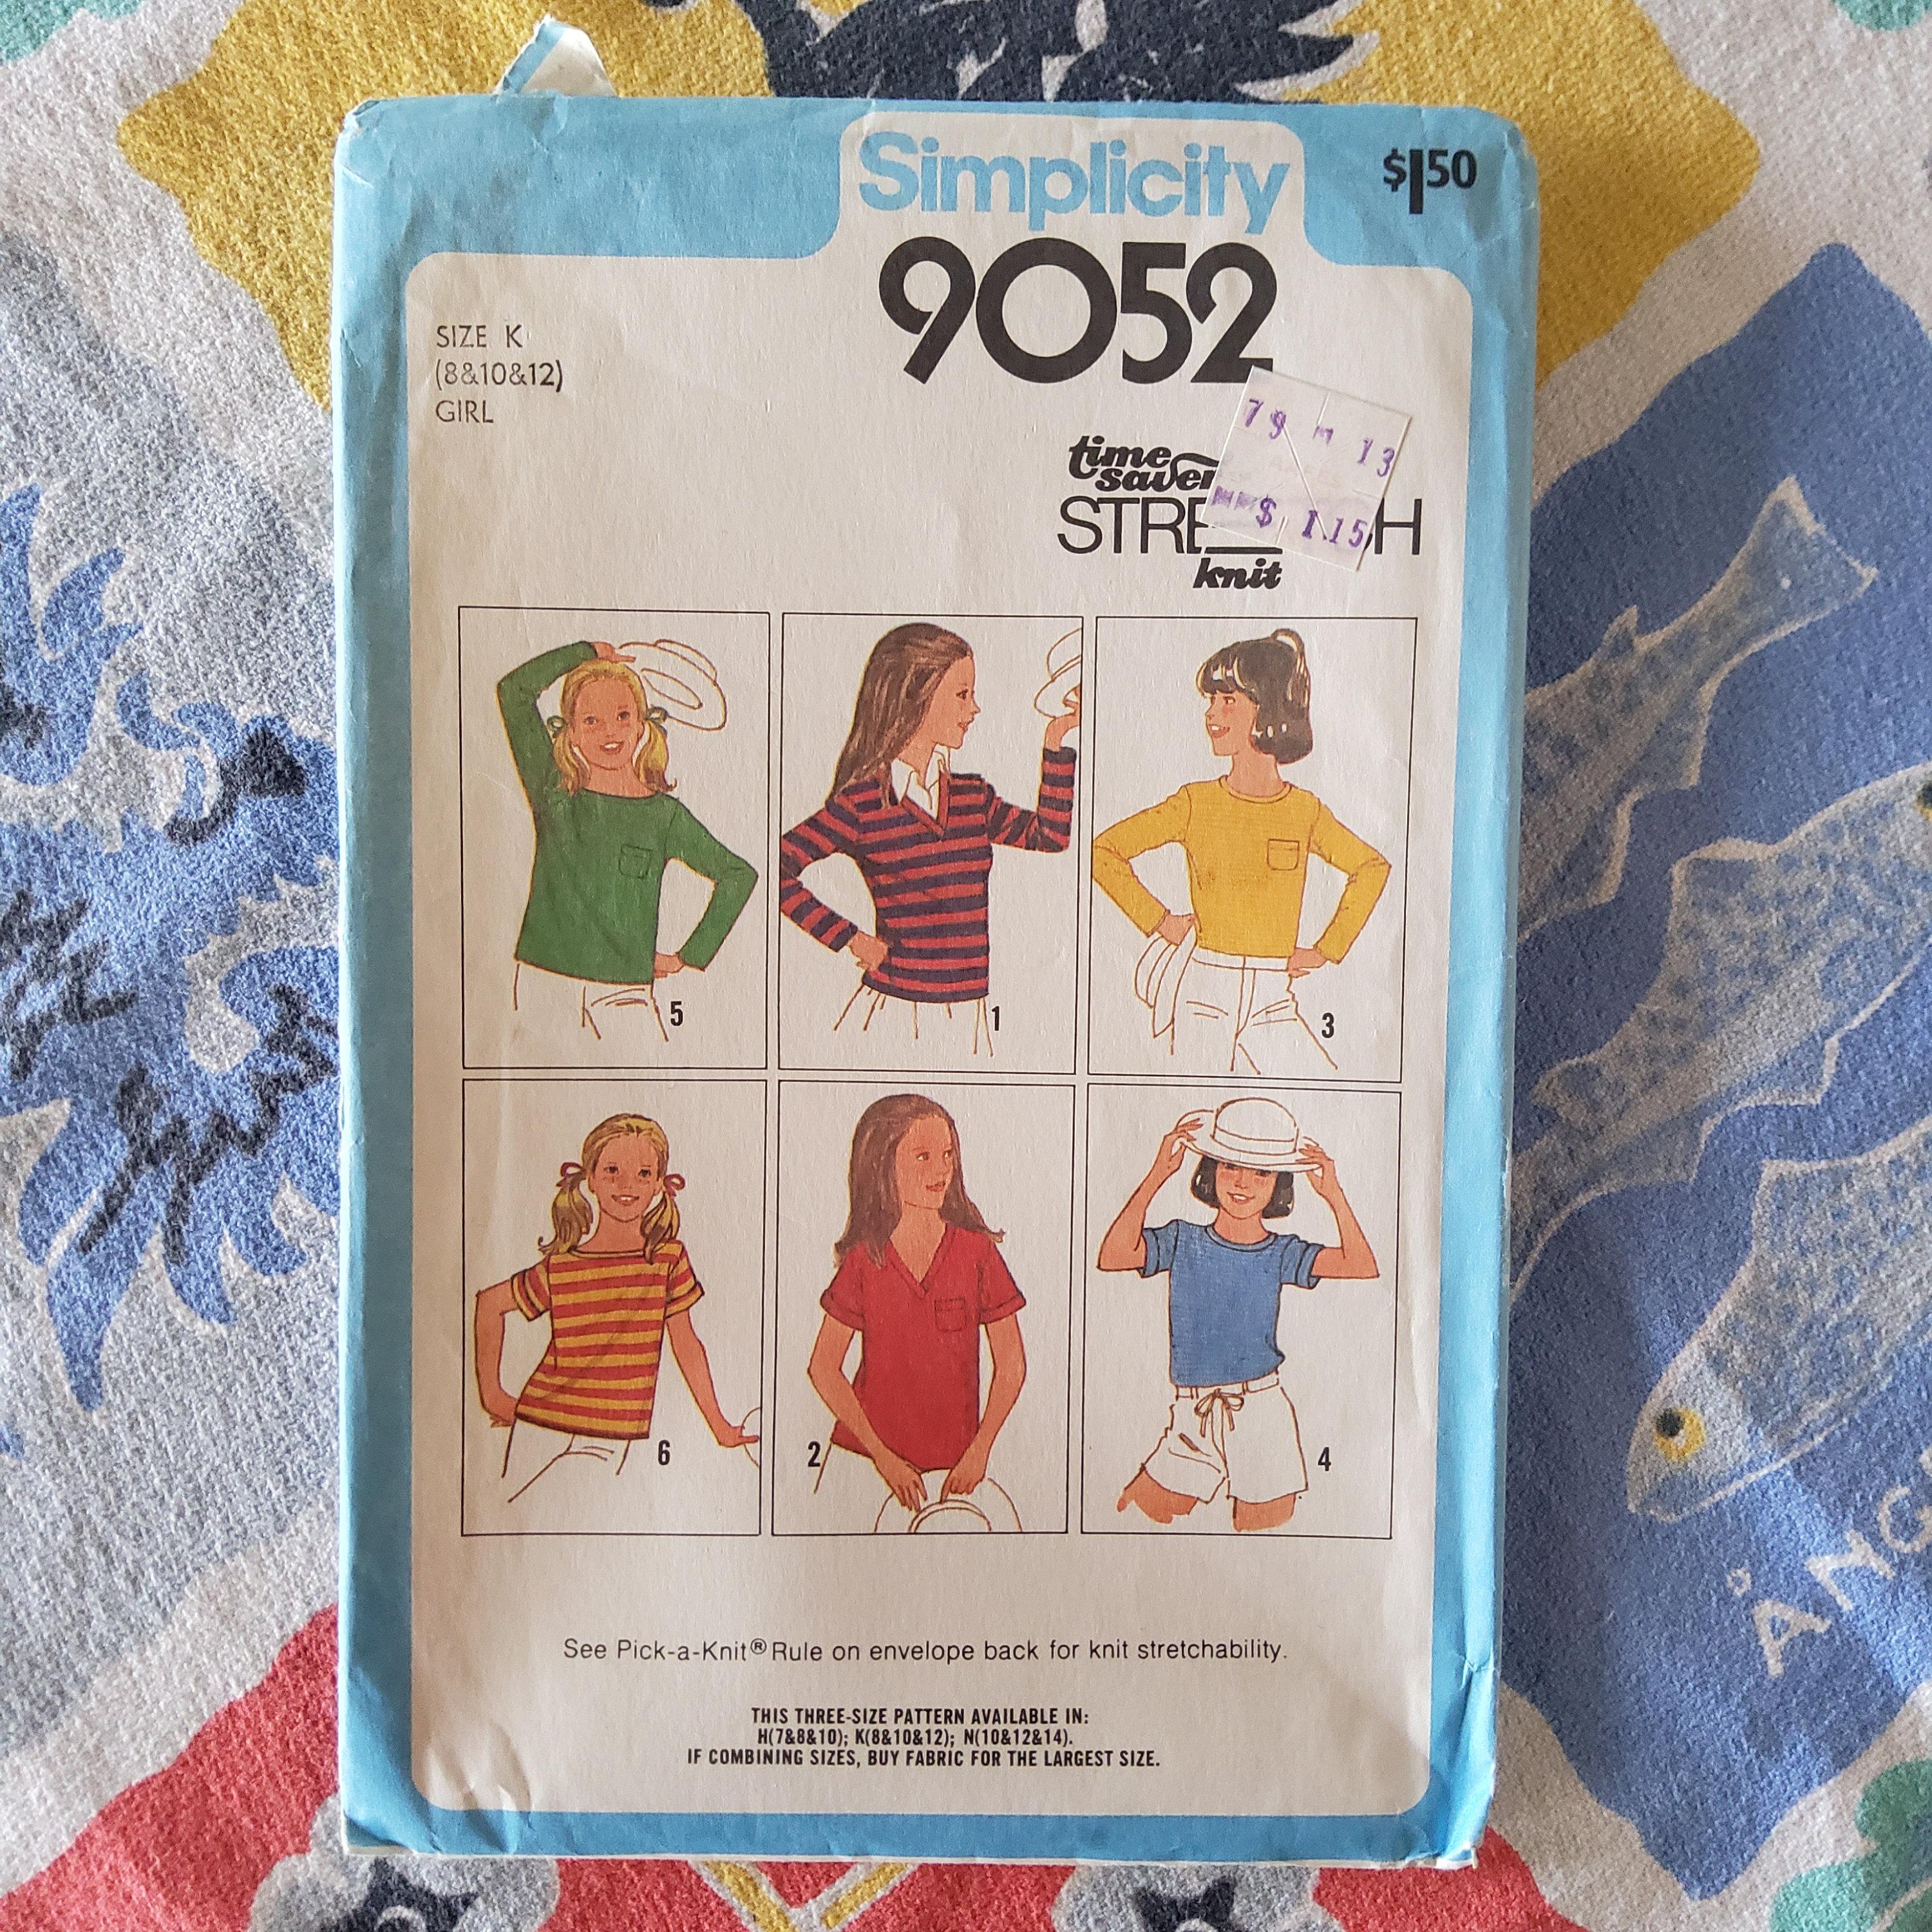 Simplicity
$1.50
9052
SIZE K
(8&10&12)
GIRL
79 M 13
$ 1.15
time
saver
knit
5
1
3
6
2
4
See Pick-a-Knit® Rule on envelope back for knit stretchability.
THIS THREE-SIZE PATTERN AVAILABLE IN:
H(7&8&10); K(8&10&12); N(10&12&14).
IF COMBINING SIZES, BUY FABRIC FOR THE LARGEST SIZE.